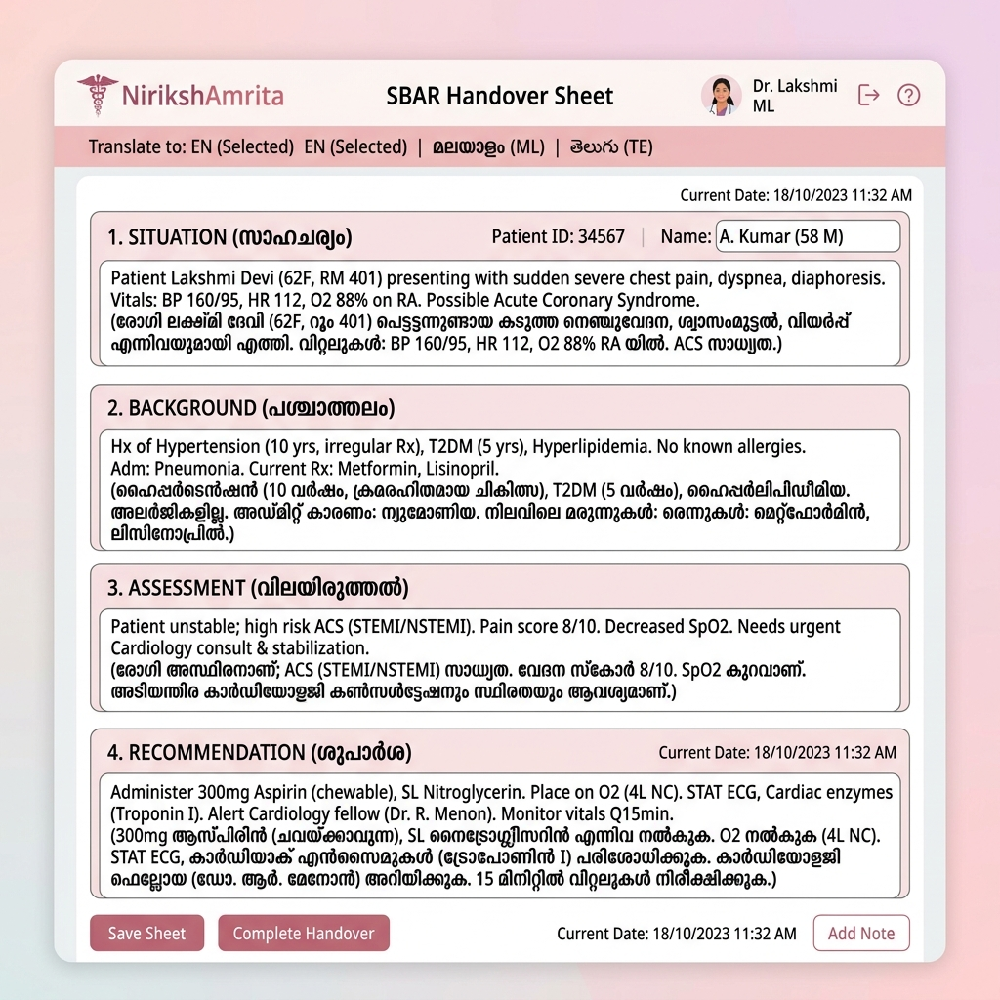 NirikshAmrita
SBAR Handover Sheet
Dr. Lakshmi
ML
Translate to: EN (Selected) EN (Selected) | മലയാളം (ML) | తెలుగు (TE)
Current Date: 18/10/2023 11:32 AM
1. SITUATION (സാഹചര്യം)
Patient ID: 34567 | Name: A. Kumar (58 M)
Patient Lakshmi Devi (62F, RM 401) presenting with sudden severe chest pain, dyspnea, diaphoresis.
Vitals: BP 160/95, HR 112, O2 88% on RA. Possible Acute Coronary Syndrome.
(രോഗി ലക്ഷ്മി ദേവി (62F, റൂം 401) പെട്ടട്ടന്നുണ്ടായ കടുത്ത നെഞ്ചുവേദന, ശ്വാസംമുട്ടൽ, വിയർപ്പ്
എന്നിവയുമായി എത്തി. വിറ്റലുകൾ: BP 160/95, HR 112, O2 88% RA യിൽ. ACS സാധ്യത.)
2. BACKGROUND (പശ്ചാത്തലം)
Hx of Hypertension (10 yrs, irregular Rx), T2DM (5 yrs), Hyperlipidemia. No known allergies.
Adm: Pneumonia. Current Rx: Metformin, Lisinopril.
(ഹൈപ്പർടെൻഷൻ (10 വർഷം, ക്രമരഹിതമായ ചികിത്സ), T2DM (5 വർഷം), ഹൈപ്പർലിപിഡീമിയ.
അലർജികളില്ല. അഡ്മിറ്റ് കാരണം: ന്യുമോണിയ. നിലവിലെ മരുന്നുകൾ: രെന്നുകൾ: മെറ്റ്ഫോർമിൻ,
ലിസിനോപ്രിൽ.)
3. ASSESSMENT (വിലയിരുത്തൽ)
Patient unstable; high risk ACS (STEMI/NSTEMI). Pain score 8/10. Decreased SpO2. Needs urgent
Cardiology consult & stabilization.
(രോഗി അസ്ഥിരനാണ്; ACS (STEMI/NSTEMI) സാധ്യത. വേദന സ്കോർ 8/10. SpO2 കുറവാണ്.
അടിയന്തിര കാർഡിയോളജി കൺസൾട്ടേഷനും സ്ഥിരതയും ആവശ്യമാണ്.)
4. RECOMMENDATION (ശുപാർശ)
Current Date: 18/10/2023 11:32 AM
Administer 300mg Aspirin (chewable), SL Nitroglycerin. Place on O2 (4L NC). STAT ECG, Cardiac enzymes
(Troponin I). Alert Cardiology fellow (Dr. R. Menon). Monitor vitals Q15min.
(300mg ആസ്പിരിൻ (ചവയ്ക്കാവുന്ന), SL നൈട്രോഗ്ലിസറിൻ എന്നിവ നൽകുക. O2 നൽകുക (4L NC).
STAT ECG, കാർഡിയാക് എൻസൈമുകൾ (ട്രോപോണിൻ I) പരിശോധിക്കുക. കാർഡിയോളജി
ഫെല്ലോയ (ഡോ. ആർ. മേനോൻ) അറിയിക്കുക. 15 മിനിറ്റിൽ വിറ്റലുകൾ നിരീക്ഷിക്കുക.)
Save Sheet
Complete Handover
Current Date: 18/10/2023 11:32 AM
Add Note